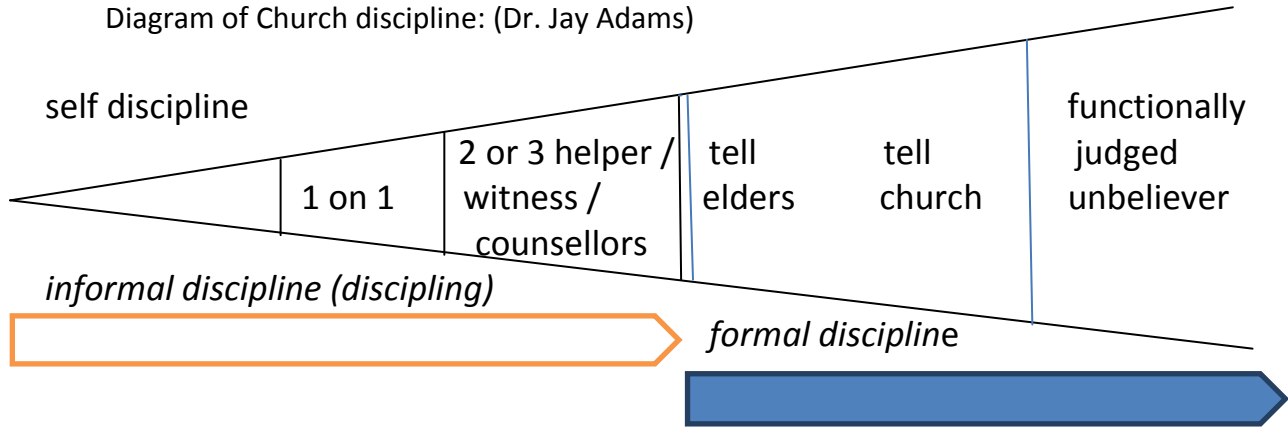 Diagram of Church discipline: (Dr. Jay Adams)
self discipline
1 on 1
2 or 3 helper /
witness /
counsellors
tell
elders
tell
church
functionally
judged
unbeliever
informal discipline (discipling)
formal discipline